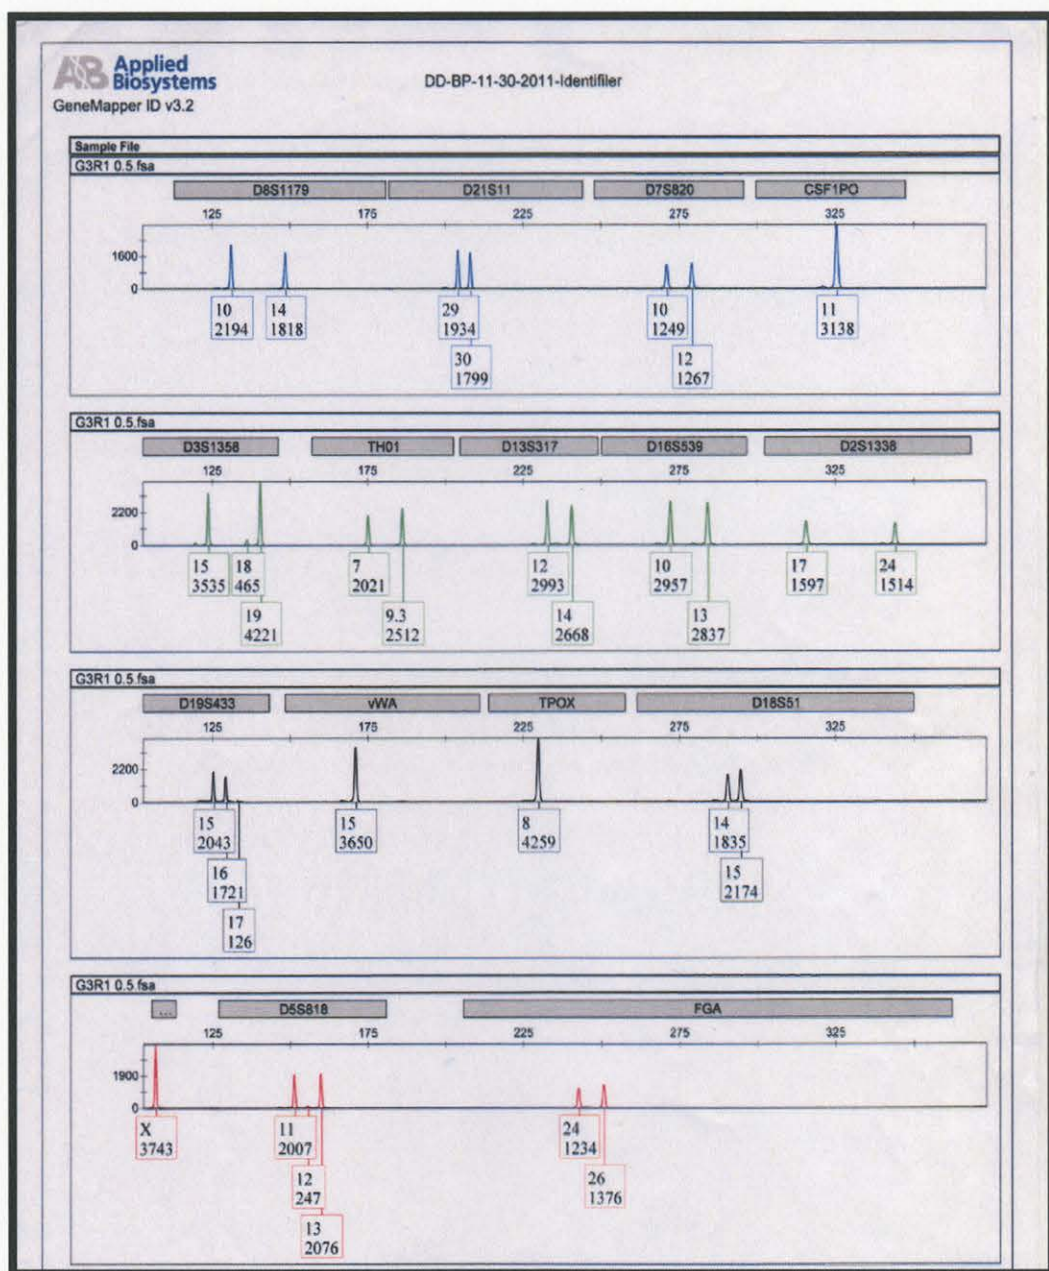 AB Applied
Biosystems
GeneMapper ID v3.2
DD-BP-11-30-2011-Identifiler
Sample File
G3R1 0.5.fsa
D8S1179 D21S11 D7S820 CSF1PO
125 175 225 275 325
1600
0
10 14 29 10 11
2194 1818 1934 1249 3138
30 12
1799 1267
G3R1 0.5.fsa
D3S1358 TH01 D13S317 D16S539 D2S1338
125 175 225 275 325
2200
0
15 18 7 12 10 17 24
3535 465 2021 2993 2957 1597 1514
19 9.3 14 13
4221 2512 2668 2837
G3R1 0.5.fsa
D19S433 vWA TPOX D18S51
125 175 225 275 325
2200
0
15 15 8 14
2043 3650 4259 1835
16 15
1721 2174
17
126
G3R1 0.5.fsa
... D5S818 FGA
125 175 225 275 325
1900
0
X 11 24
3743 2007 1234
12 26
247 1376
13
2076